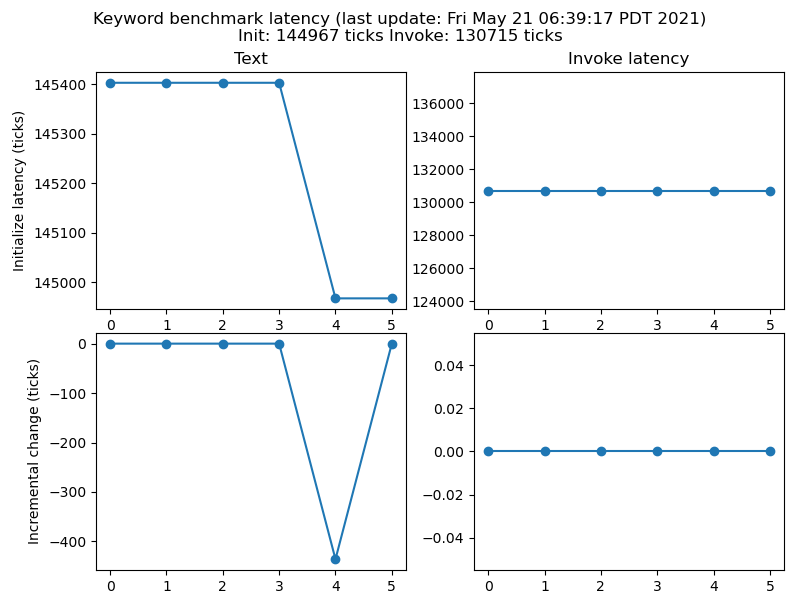 Keyword benchmark latency (last update: Fri May 21 06:39:17 PDT 2021)
Init: 144967 ticks Invoke: 130715 ticks
Text
Initialize latency (ticks)
145400
145300
145200
145100
145000
0 1 2 3 4 5
Invoke latency
136000
134000
132000
130000
128000
126000
124000
0 1 2 3 4 5
Incremental change (ticks)
0
−100
−200
−300
−400
0 1 2 3 4 5
0.04
0.02
0.00
−0.02
−0.04
0 1 2 3 4 5